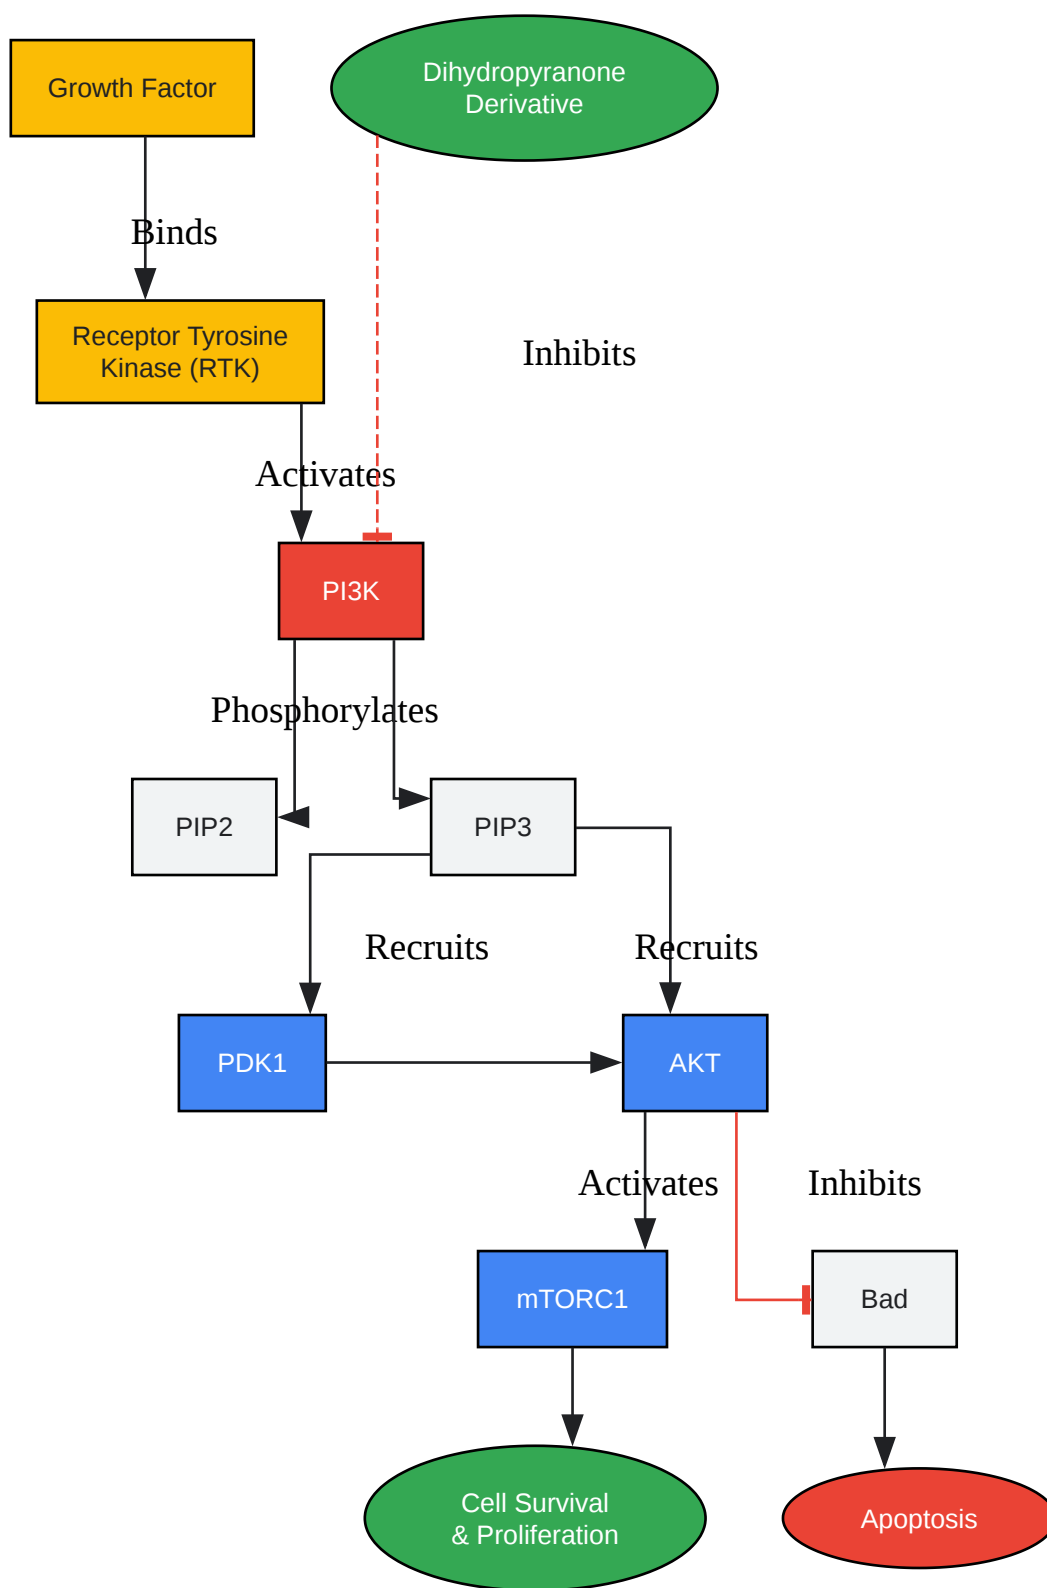 Growth Factor
Dihydropyranone
Derivative
Binds
Receptor Tyrosine
Kinase (RTK)
Inhibits
Activates
PI3K
Phosphorylates
PIP2
PIP3
Recruits
Recruits
PDK1
AKT
Activates
Inhibits
mTORC1
Bad
Cell Survival
& Proliferation
Apoptosis